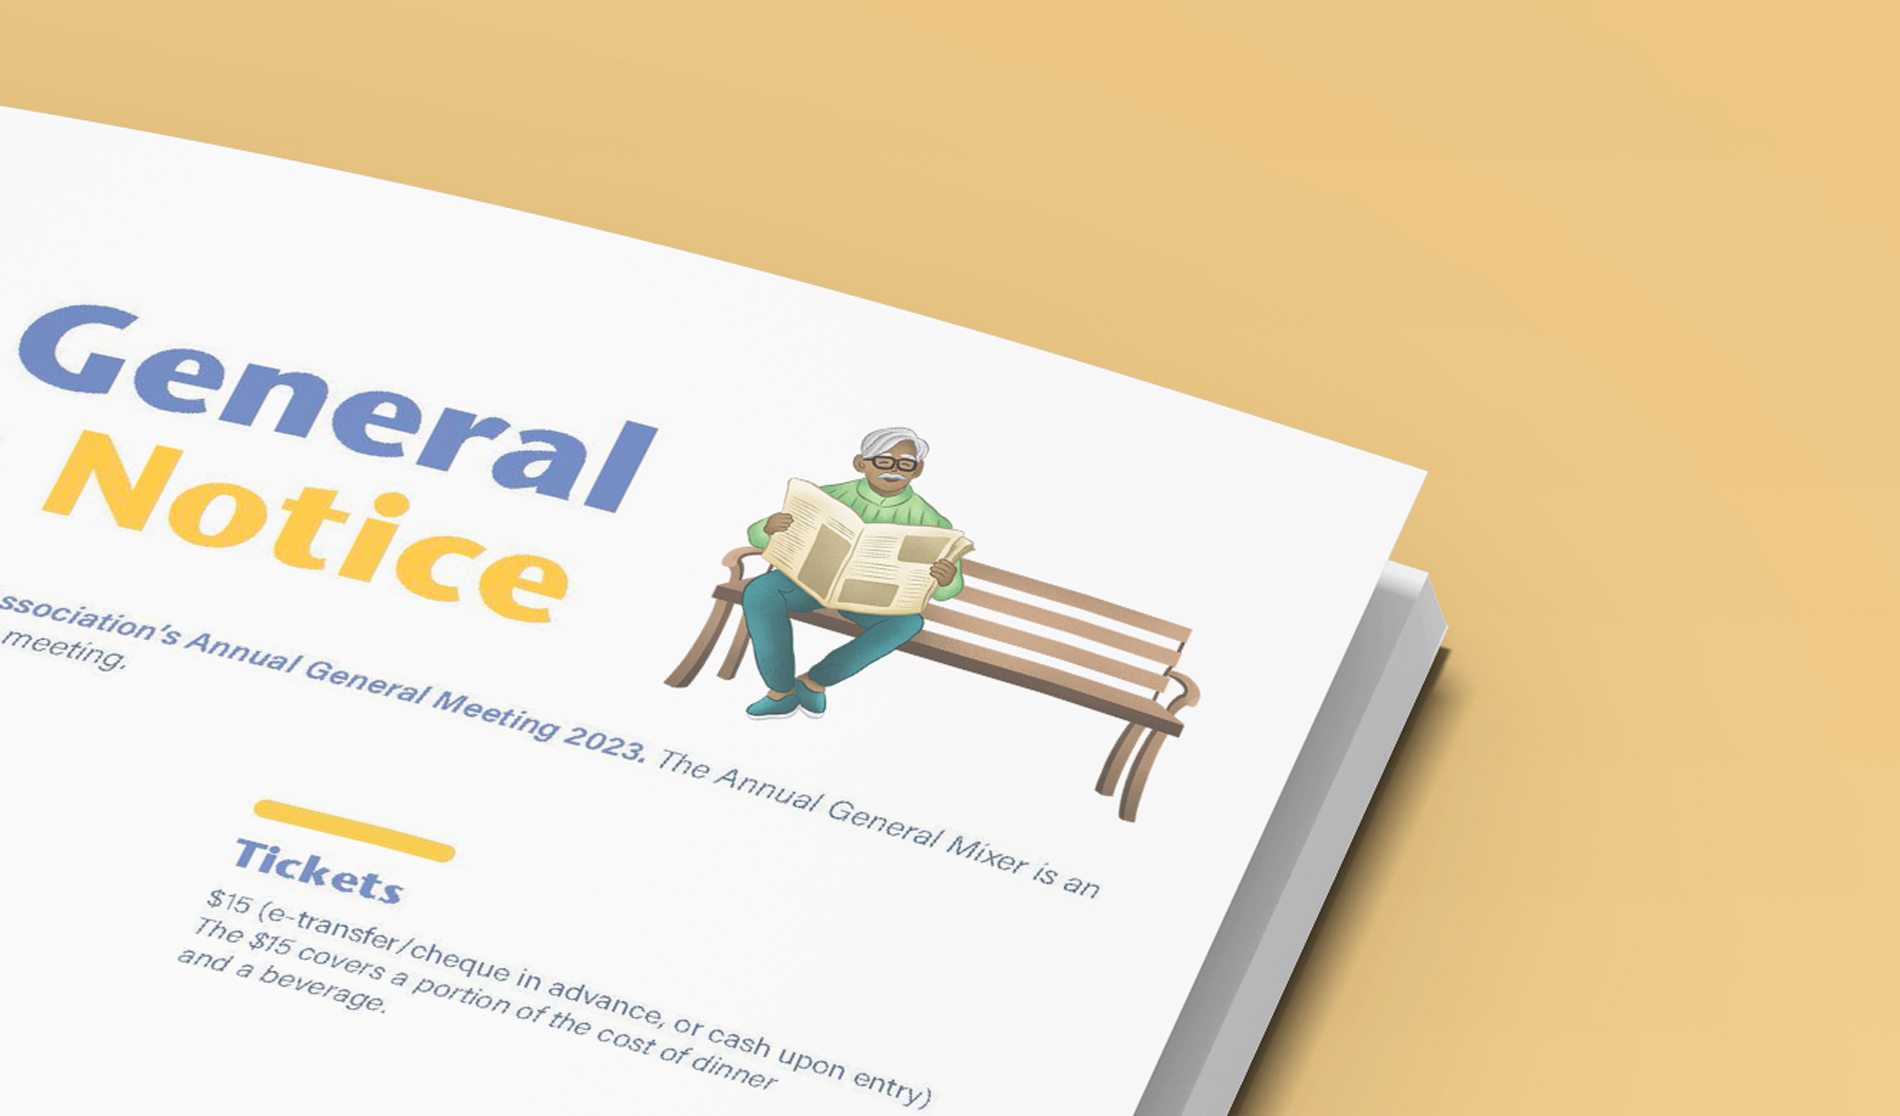 General
Notice
ssociation's Annual General Meeting 2023. The Annual General Mixer is an
meeting.
Tickets
$15 (e-transfer/cheque in advance, or cash upon entry)
The $15 covers a portion of the cost of dinner
and a beverage.